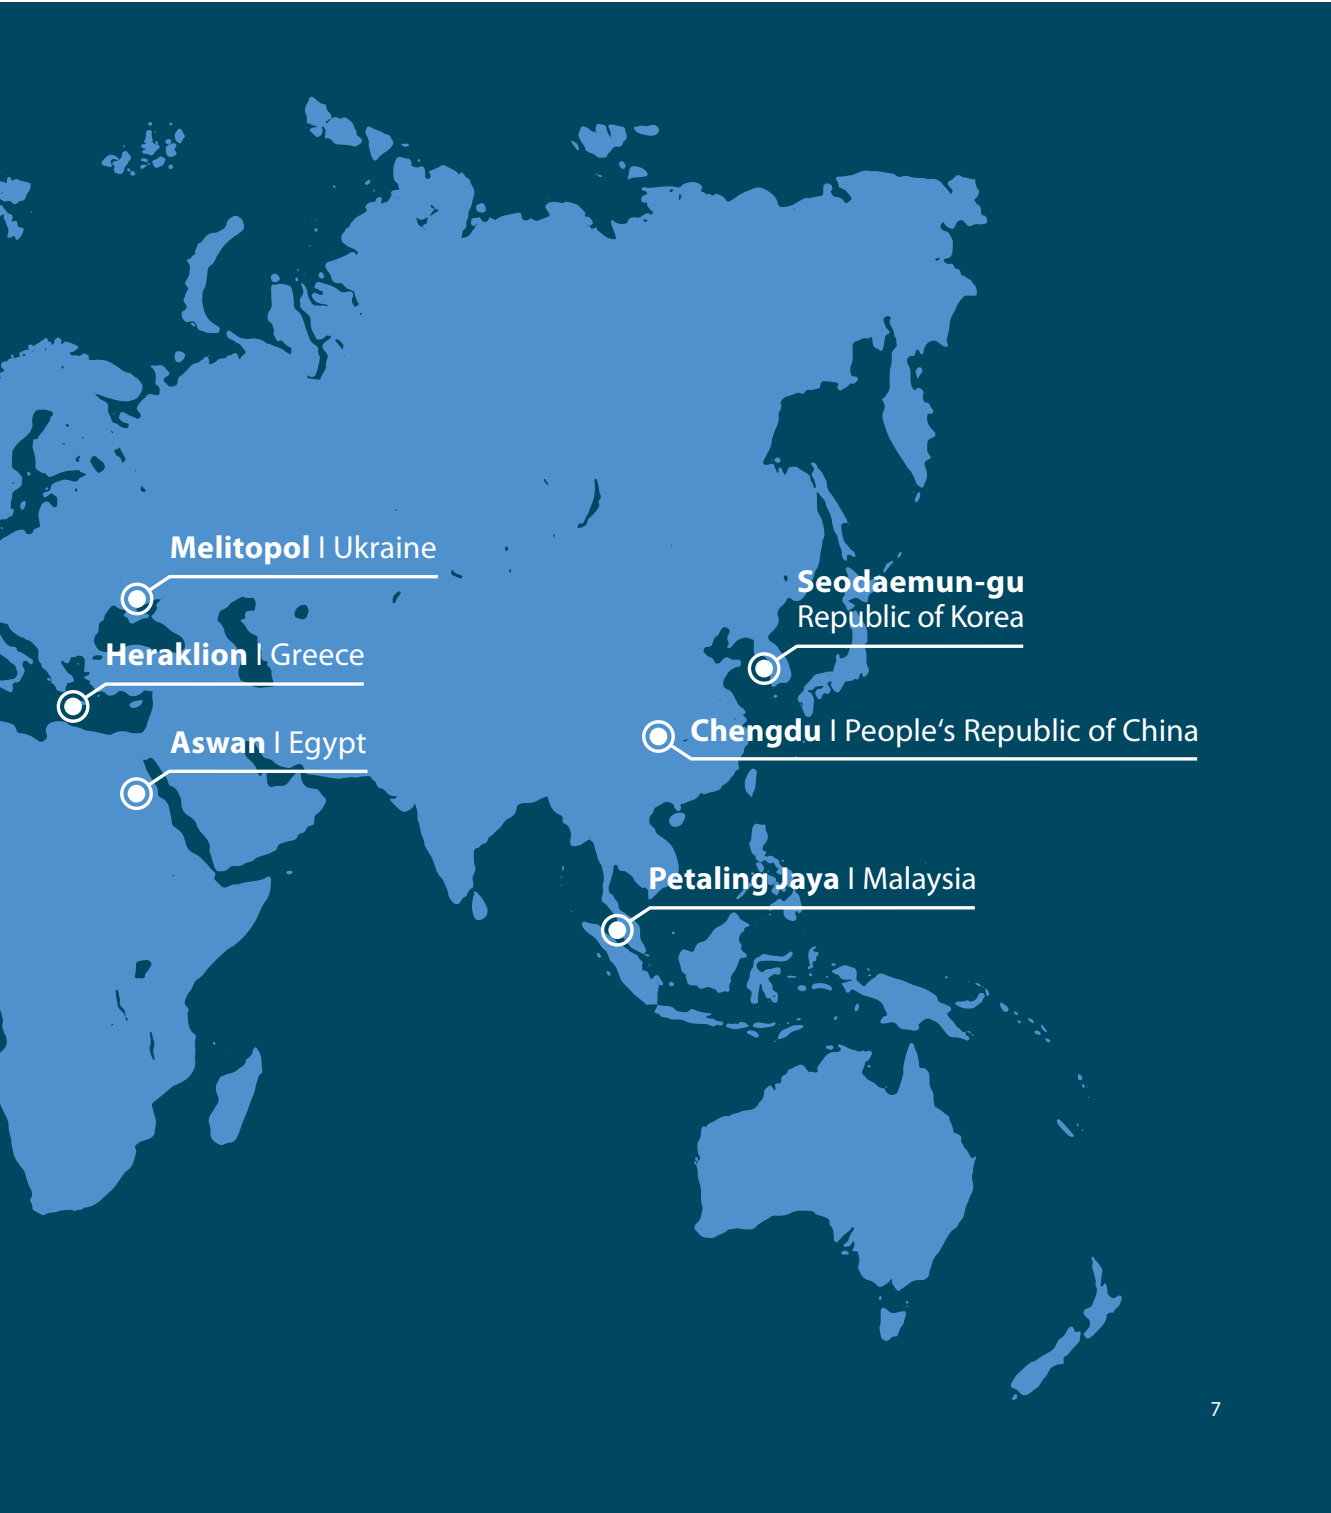 Melitopol I Ukraine
Seodaemun-gu
Republic of Korea
Heraklion I Greece
Chengdu I People‘s Republic of China
Aswan I Egypt
Petaling Jaya I Malaysia
7